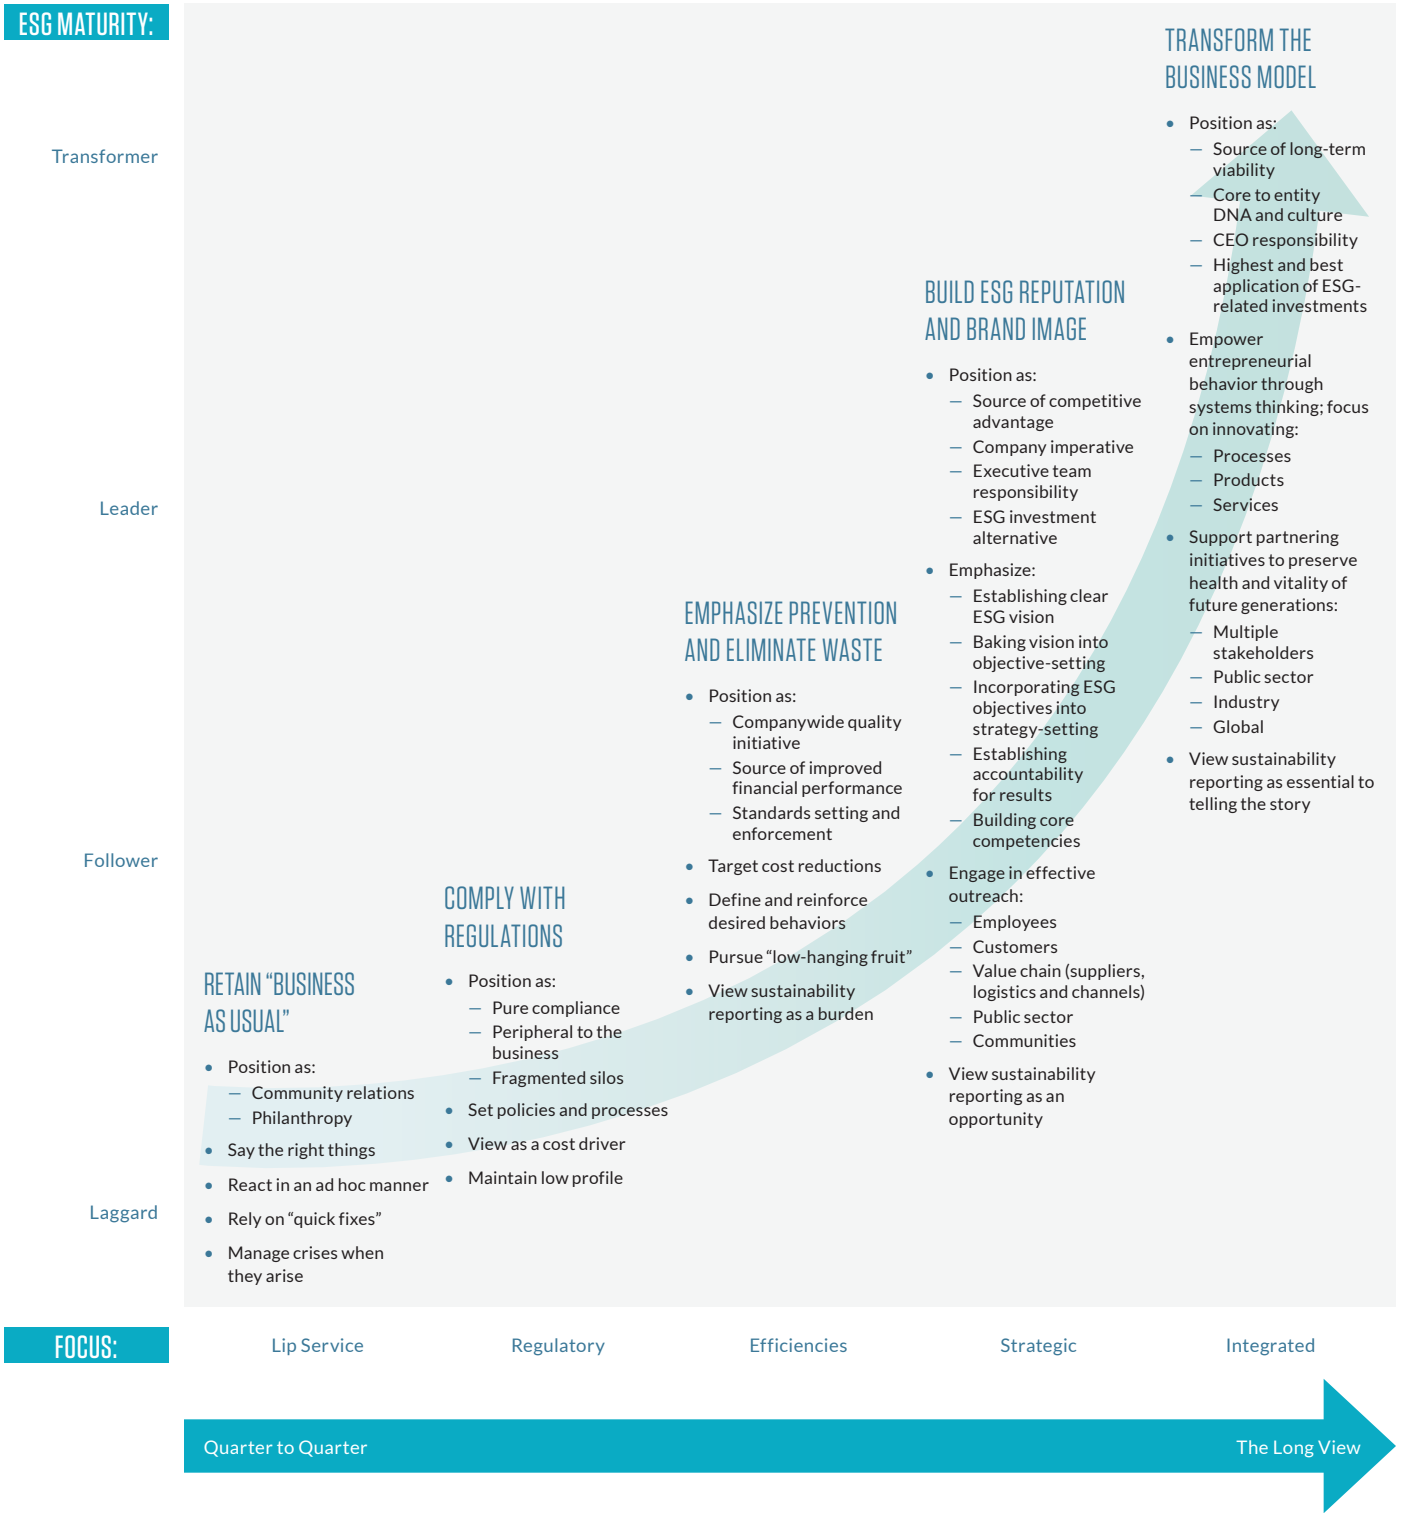 ESG MATURITY:
Transformer
Leader
Follower
Laggard
RETAIN “BUSINESS
AS USUAL”
• Position as:
— Community relations
— Philanthropy
• Say the right things
• React in an ad hoc manner
• Rely on “quick fixes”
• Manage crises when
they arise
COMPLY WITH
REGULATIONS
• Position as:
— Pure compliance
— Peripheral to the
business
— Fragmented silos
• Set policies and processes
• View as a cost driver
• Maintain low profile
EMPHASIZE PREVENTION
AND ELIMINATE WASTE
• Position as:
— Companywide quality
initiative
— Source of improved
financial performance
— Standards setting and
enforcement
• Target cost reductions
• Define and reinforce
desired behaviors
• Pursue “low-hanging fruit”
• View sustainability
reporting as a burden
BUILD ESG REPUTATION
AND BRAND IMAGE
• Position as:
— Source of competitive
advantage
— Company imperative
— Executive team
responsibility
— ESG investment
alternative
• Emphasize:
— Establishing clear
ESG vision
— Baking vision into
objective-setting
— Incorporating ESG
objectives into
strategy-setting
— Establishing
accountability
for results
— Building core
competencies
• Engage in effective
outreach:
— Employees
— Customers
— Value chain (suppliers,
logistics and channels)
— Public sector
— Communities
• View sustainability
reporting as an
opportunity
TRANSFORM THE
BUSINESS MODEL
• Position as:
— Source of long-term
viability
— Core to entity
DNA and culture
— CEO responsibility
— Highest and best
application of ESG-
related investments
• Empower
entrepreneurial
behavior through
systems thinking; focus
on innovating:
— Processes
— Products
— Services
• Support partnering
initiatives to preserve
health and vitality of
future generations:
— Multiple
stakeholders
— Public sector
— Industry
— Global
• View sustainability
reporting as essential to
telling the story
FOCUS:
Lip Service
Regulatory
Efficiencies
Strategic
Integrated
Quarter to Quarter
The Long View